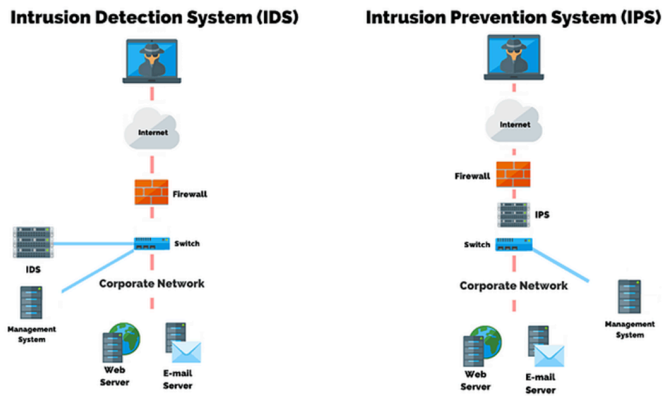 Intrusion Detection System (IDS)
Internet
Firewall
Switch
IDS
Corporate Network
Management
System
Web
Server
E-mail
Server
Intrusion Prevention System (IPS)
Internet
Firewall
IPS
Switch
Corporate Network
Management
System
Web
Server
E-mail
Server